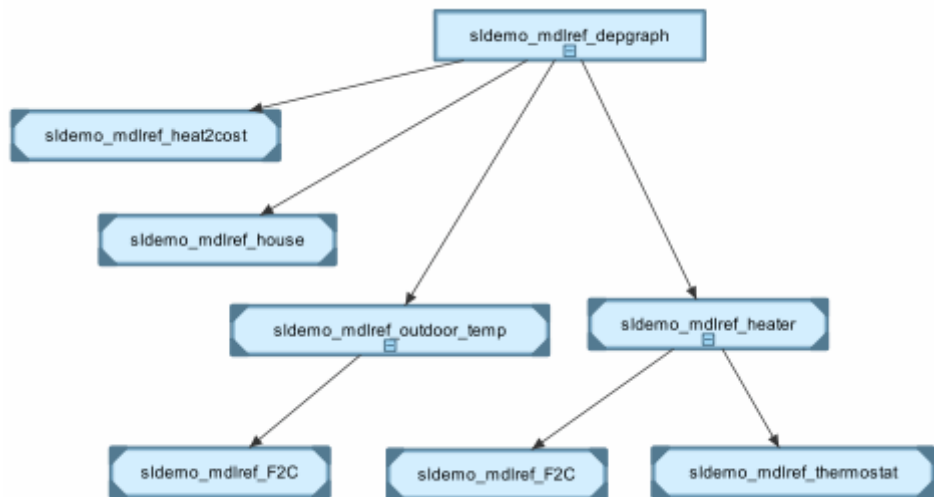 sldemo_mdlref_depgraph
sldemo_mdlref_heat2cost
sldemo_mdlref_house
sldemo_mdlref_outdoor_temp
sldemo_mdlref_heater
sldemo_mdlref_F2C
sldemo_mdlref_F2C
sldemo_mdlref_thermostat